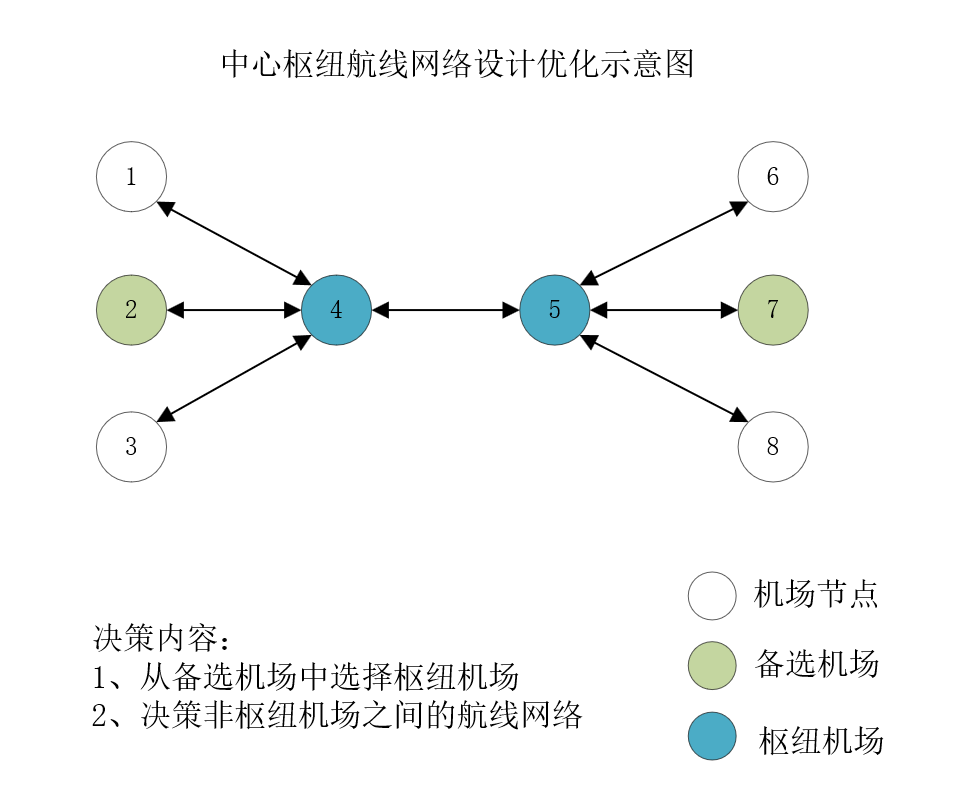 中心枢纽航线网络设计优化示意图
1
6
2
4
5
7
3
8
机场节点
决策内容：
备选机场
1、从备选机场中选择枢纽机场
2、决策非枢纽机场之间的航线网络
枢纽机场